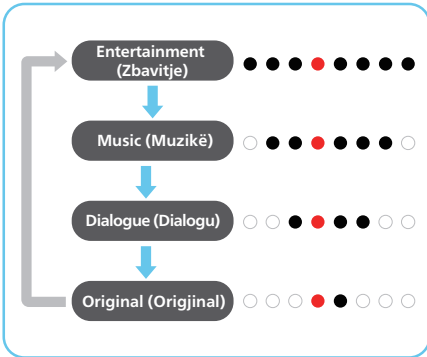 Entertainment
(Zbavitje)
Music (Muzikë)
Dialogue (Dialogu)
Original (Origjinal)